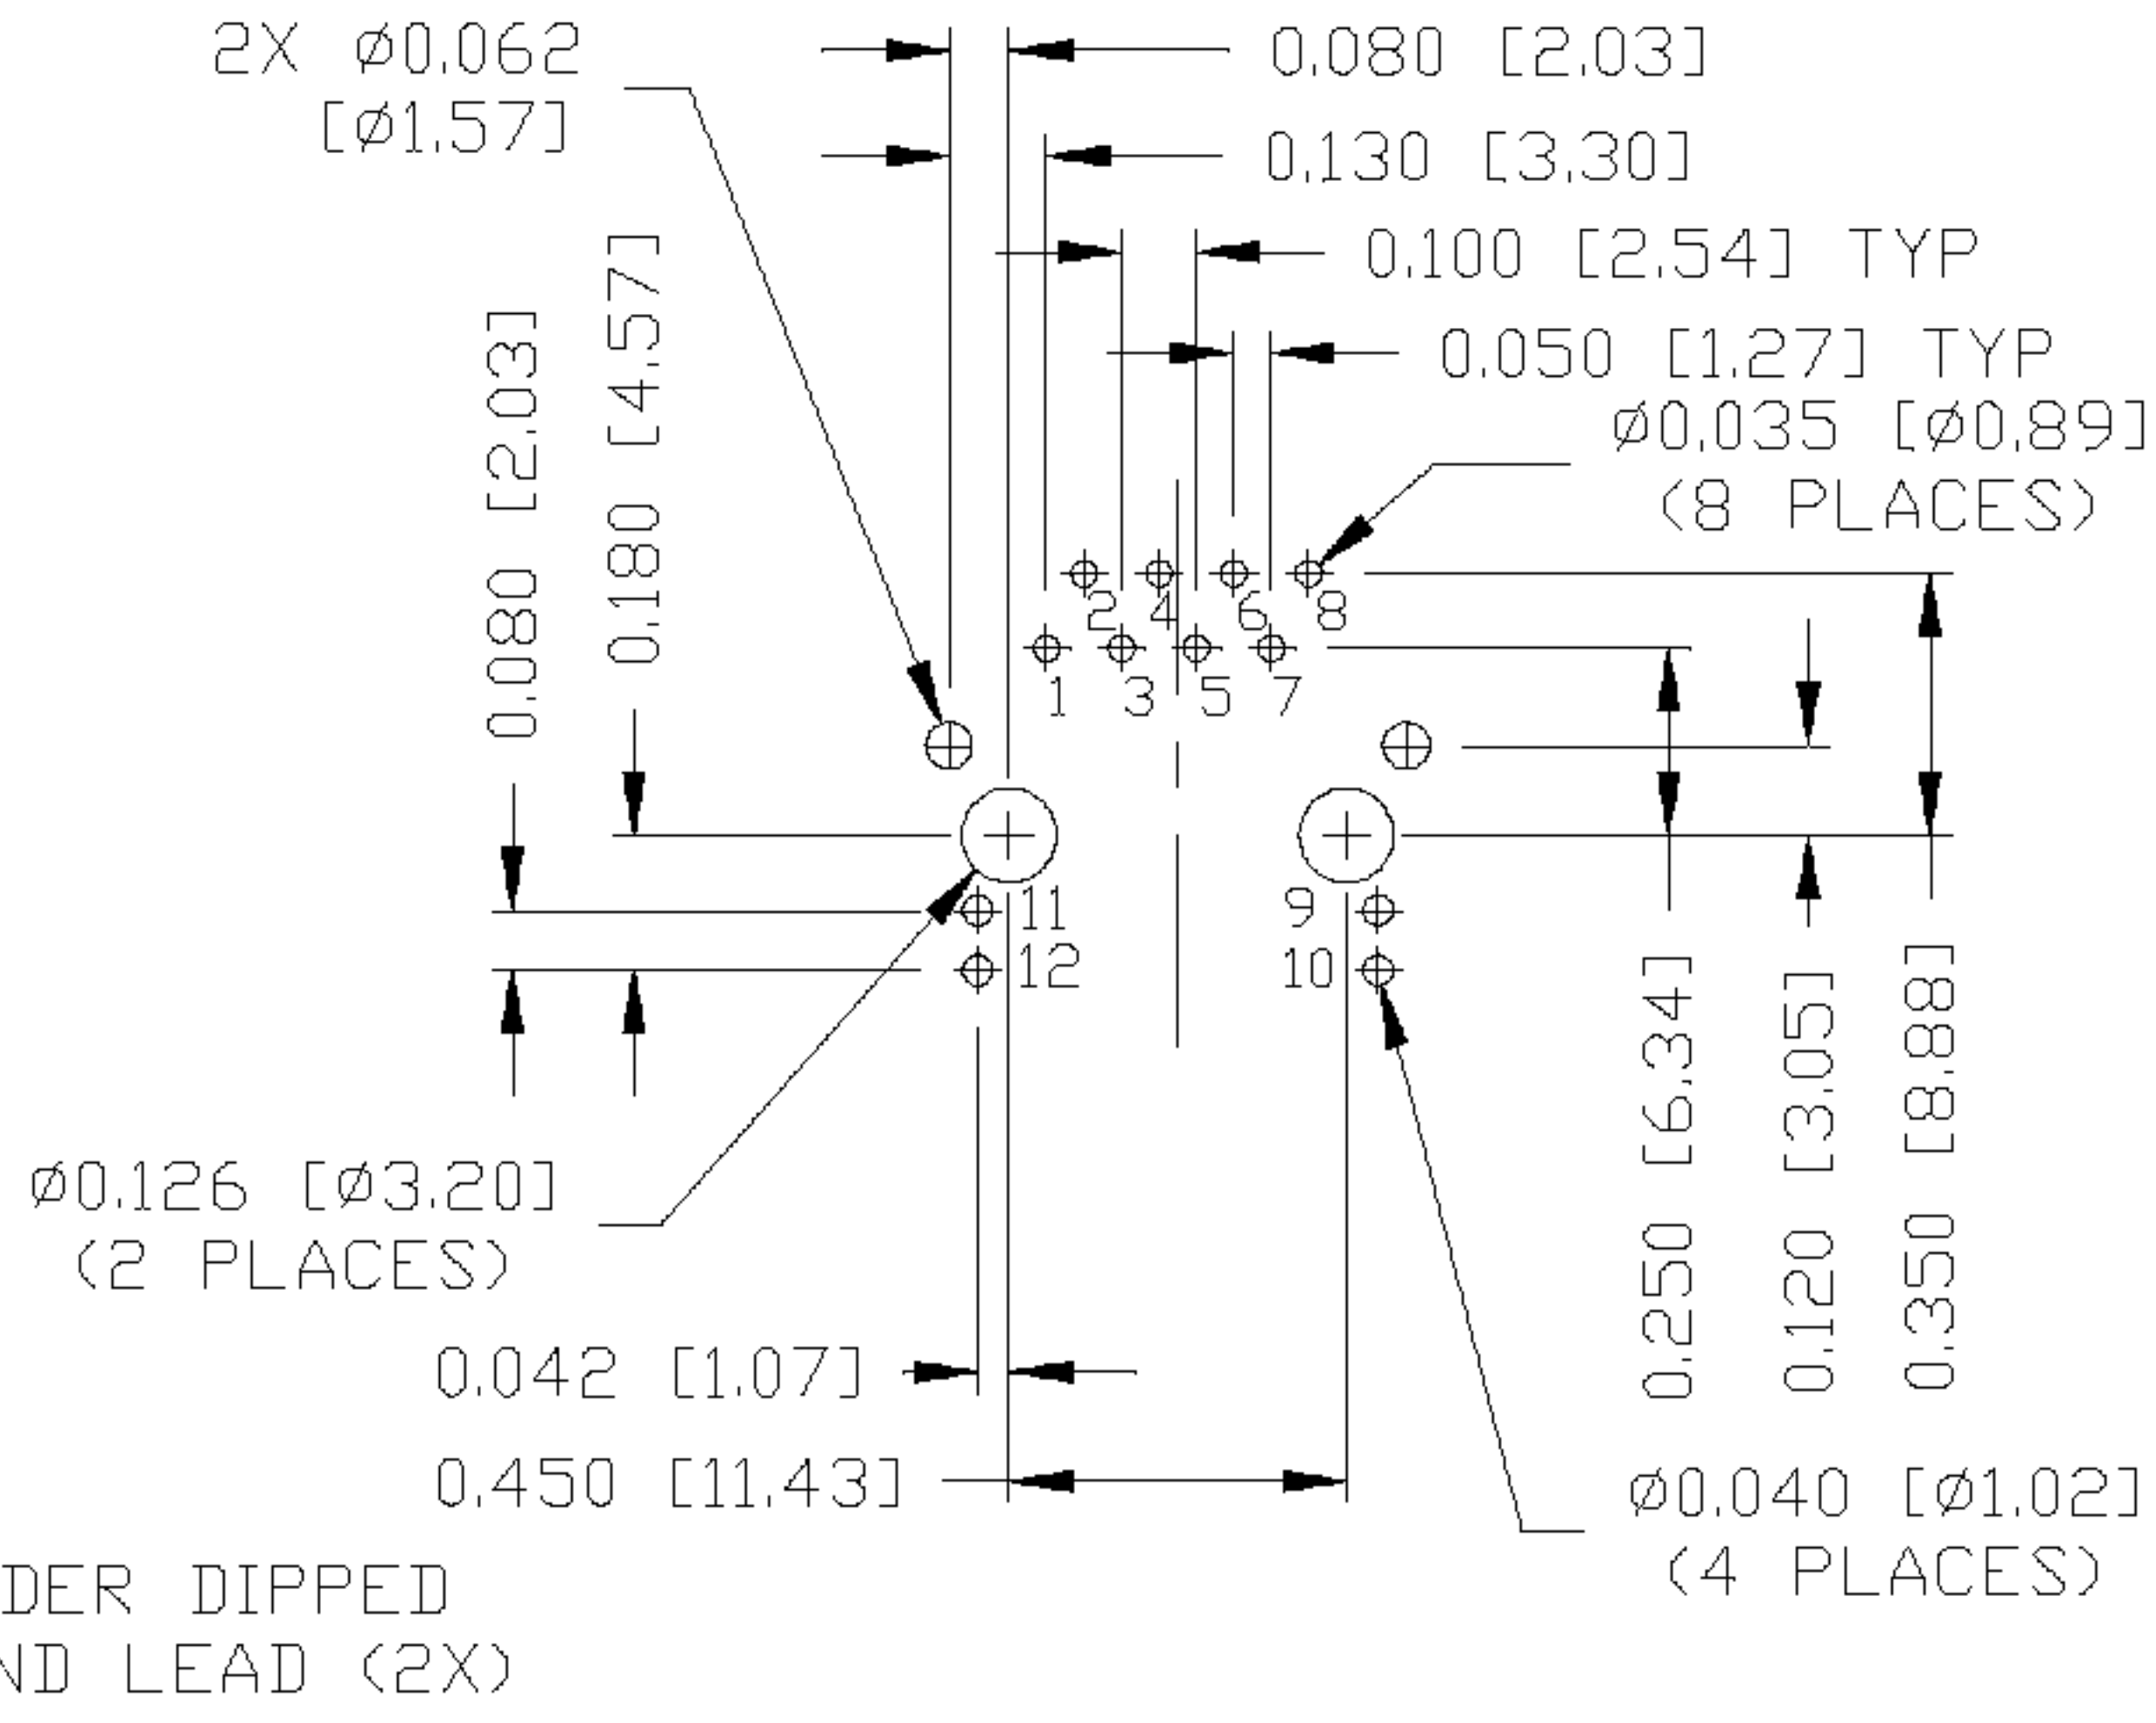 2X Ø0.062
[Ø1.57]
0.080 [2.03]
0.130 [3.30]
0.100 [2.54] TYP
0.050 [1.27] TYP
Ø0.035 [Ø0.89]
(8 PLACES)
0.080 [2.03]
0.180 [4.57]
2 4 6 8
1 3 5 7
11
9
12
10
0.250 [6.34]
0.120 [3.05]
0.350 [8.88]
Ø0.126 [Ø3.20]
(2 PLACES)
0.042 [1.07]
0.450 [11.43]
Ø0.040 [Ø1.02]
(4 PLACES)
DER DIPPED
ND LEAD (2X)